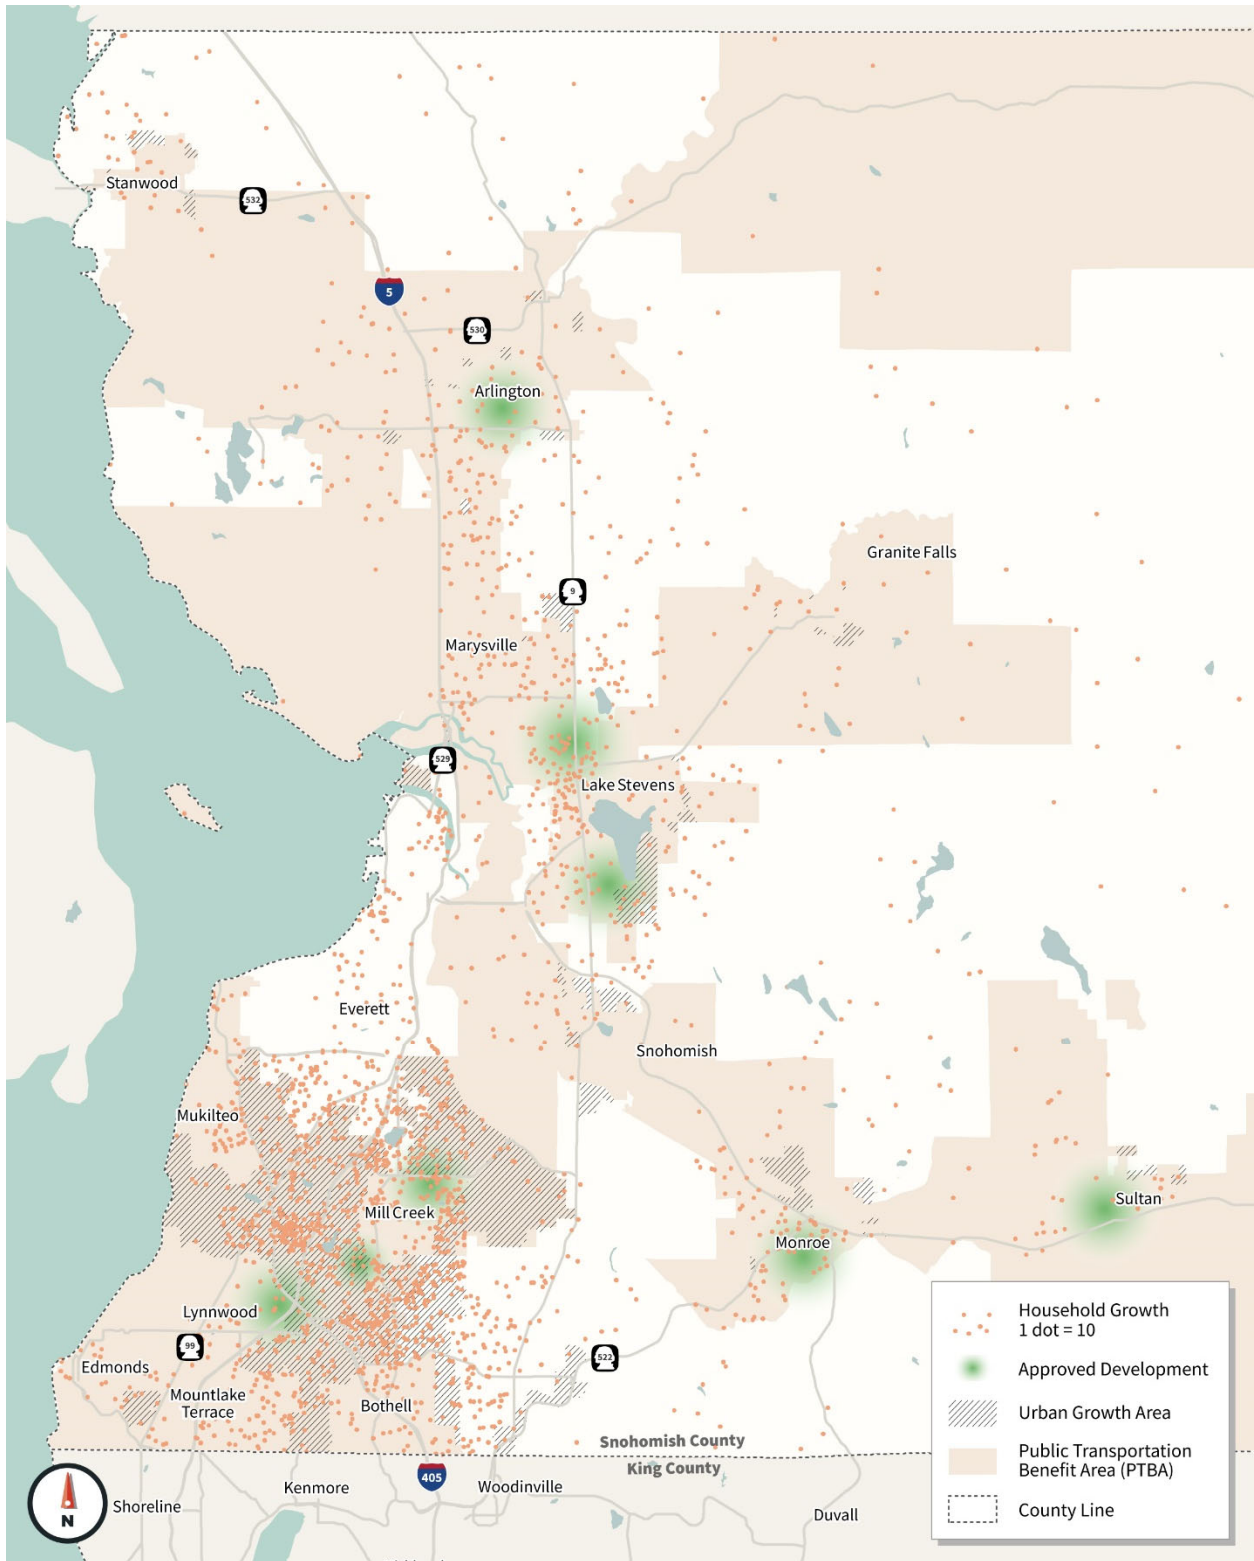 Stanwood
532
5
530
Arlington
Granite Falls
9
Marysville
529
Lake Stevens
Everett
Snohomish
Mukilteo
Mill Creek
Sultan
Monroe
Lynnwood
99
Edmonds
522
Mountlake
Terrace
Bothell
Snohomish County
King County
405
Kenmore
Woodinville
Shoreline
Duvall
N
Household Growth
1 dot = 10
Approved Development
Urban Growth Area
Public Transportation
Benefit Area (PTBA)
County Line